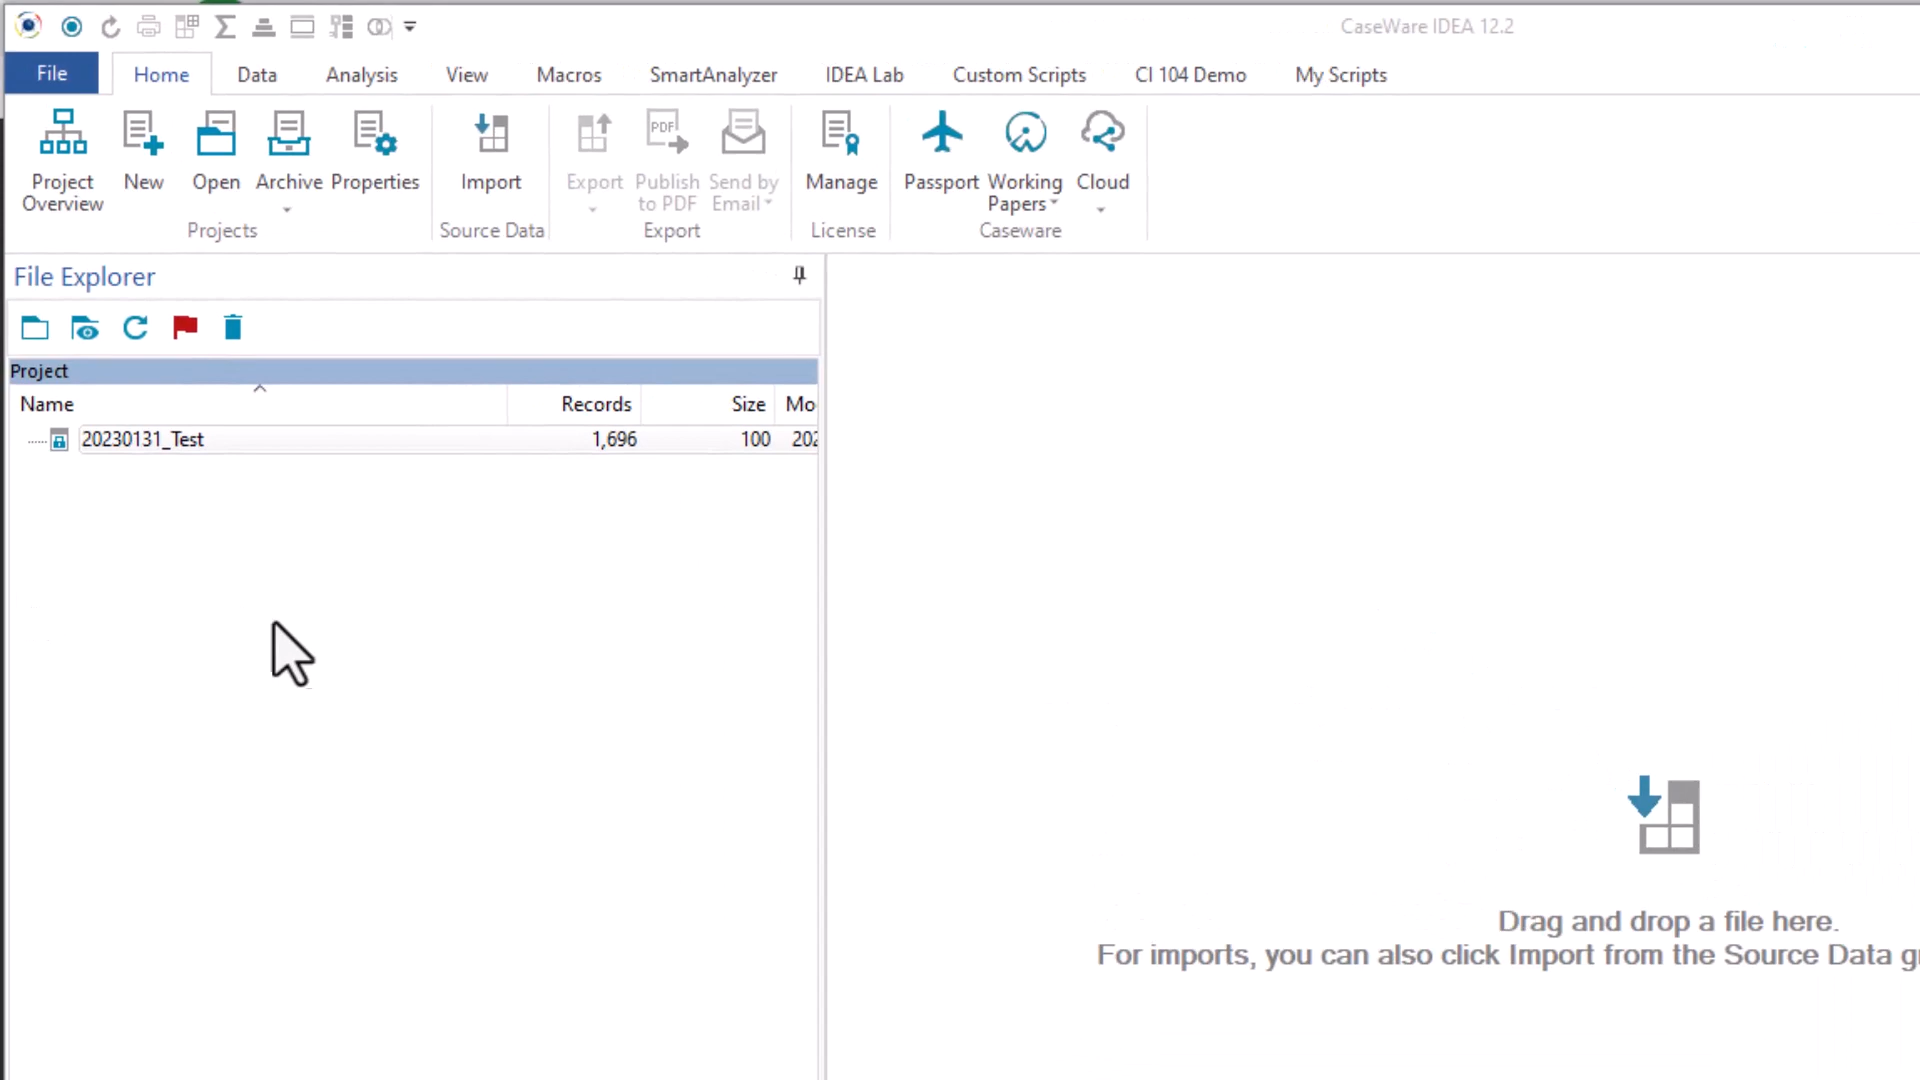 CaseWare IDEA 12.2
File Home Data Analysis View Macros SmartAnalyzer IDEA Lab Custom Scripts CI 104 Demo My Scripts
PDF
Project Overview New Open Archive Properties Import Export Publish to PDF Send by Email Manage Passport Working Papers Cloud
Projects Source Data Export License Caseware
File Explorer
Project
Name Records Size
20230131_Test 1,696 100
Drag and drop a file here.
For imports, you can also click Import from the Source Data